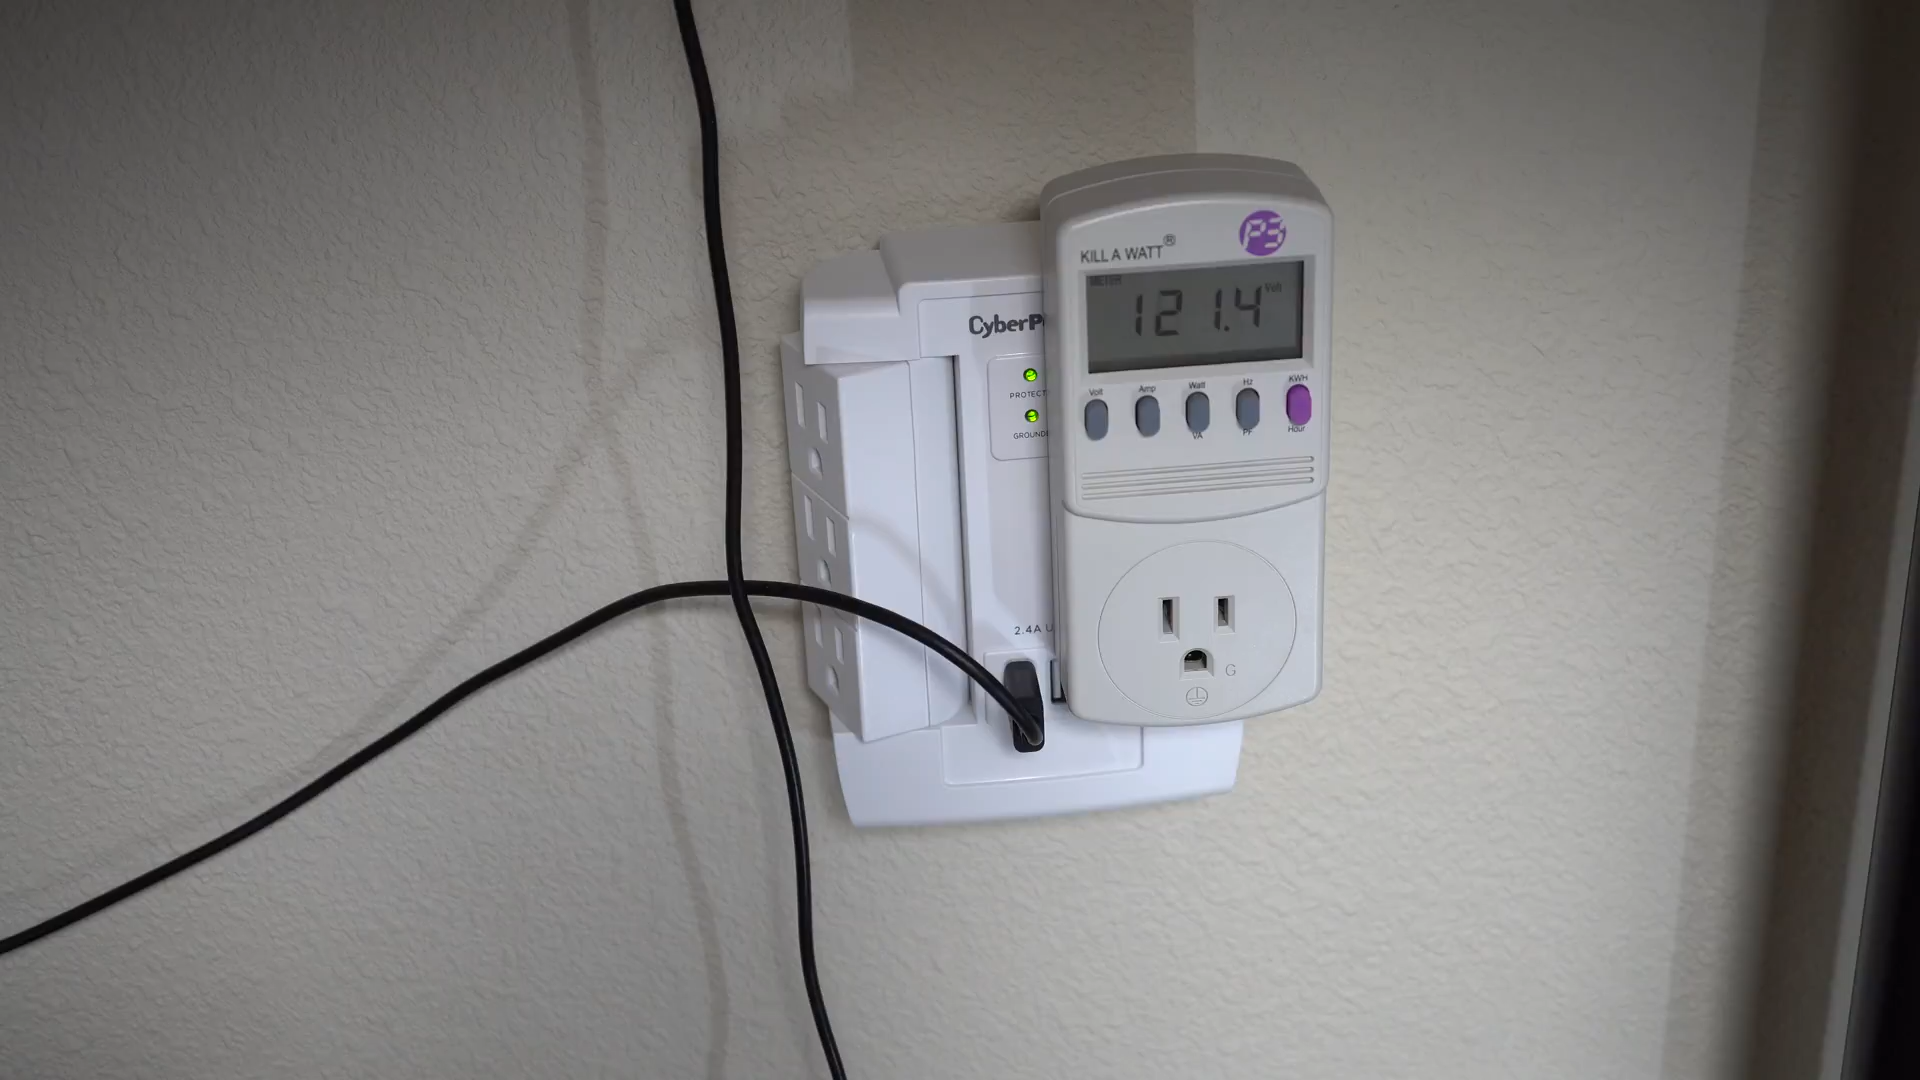 KILL A WATT®
P3
METER
121.4 Volt
Volt Amp Watt Hz KWH
VA PF Hour
G
CyberP
PROTECT
GROUNDE
2.4A U